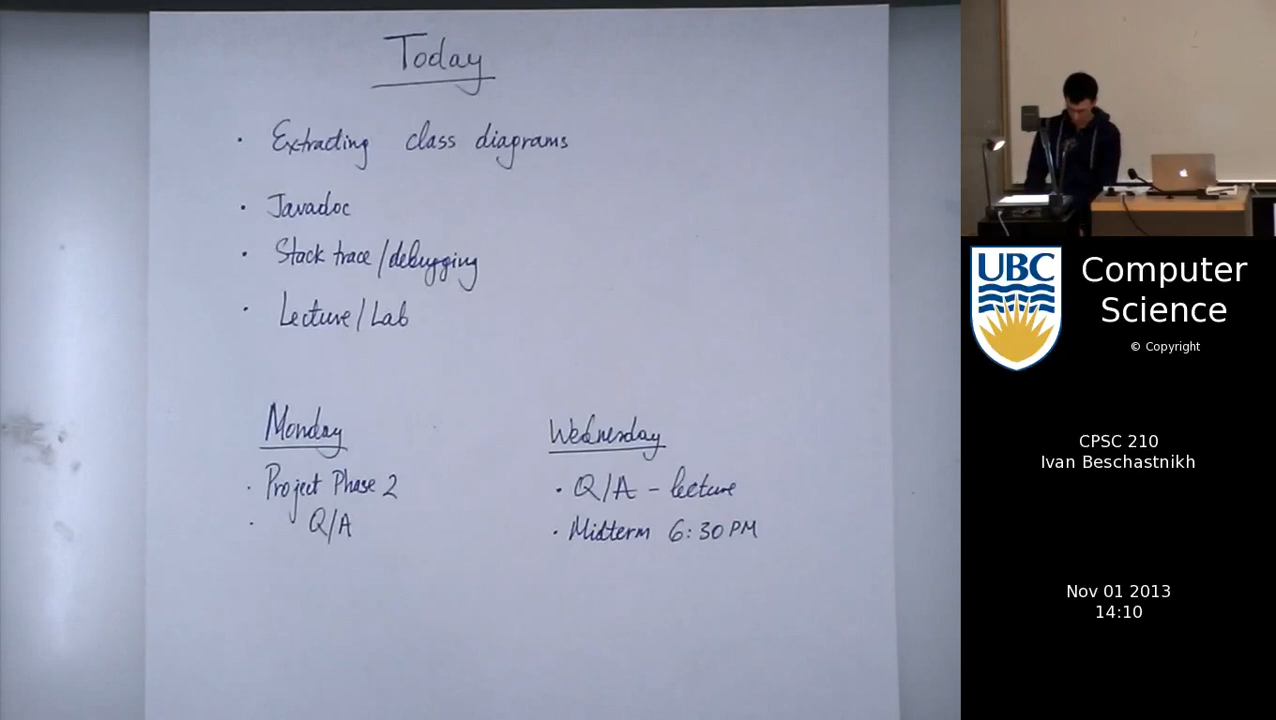 Today
· Extracting class diagrams
· Javadoc
· Stack trace/debugging
· Lecture/Lab
Monday
· Project Phase 2
· Q/A
Wednesday
· Q/A - lecture
· Midterm 6:30 PM
UBC
Computer
Science
© Copyright
CPSC 210
Ivan Beschastnikh
Nov 01 2013
14:10